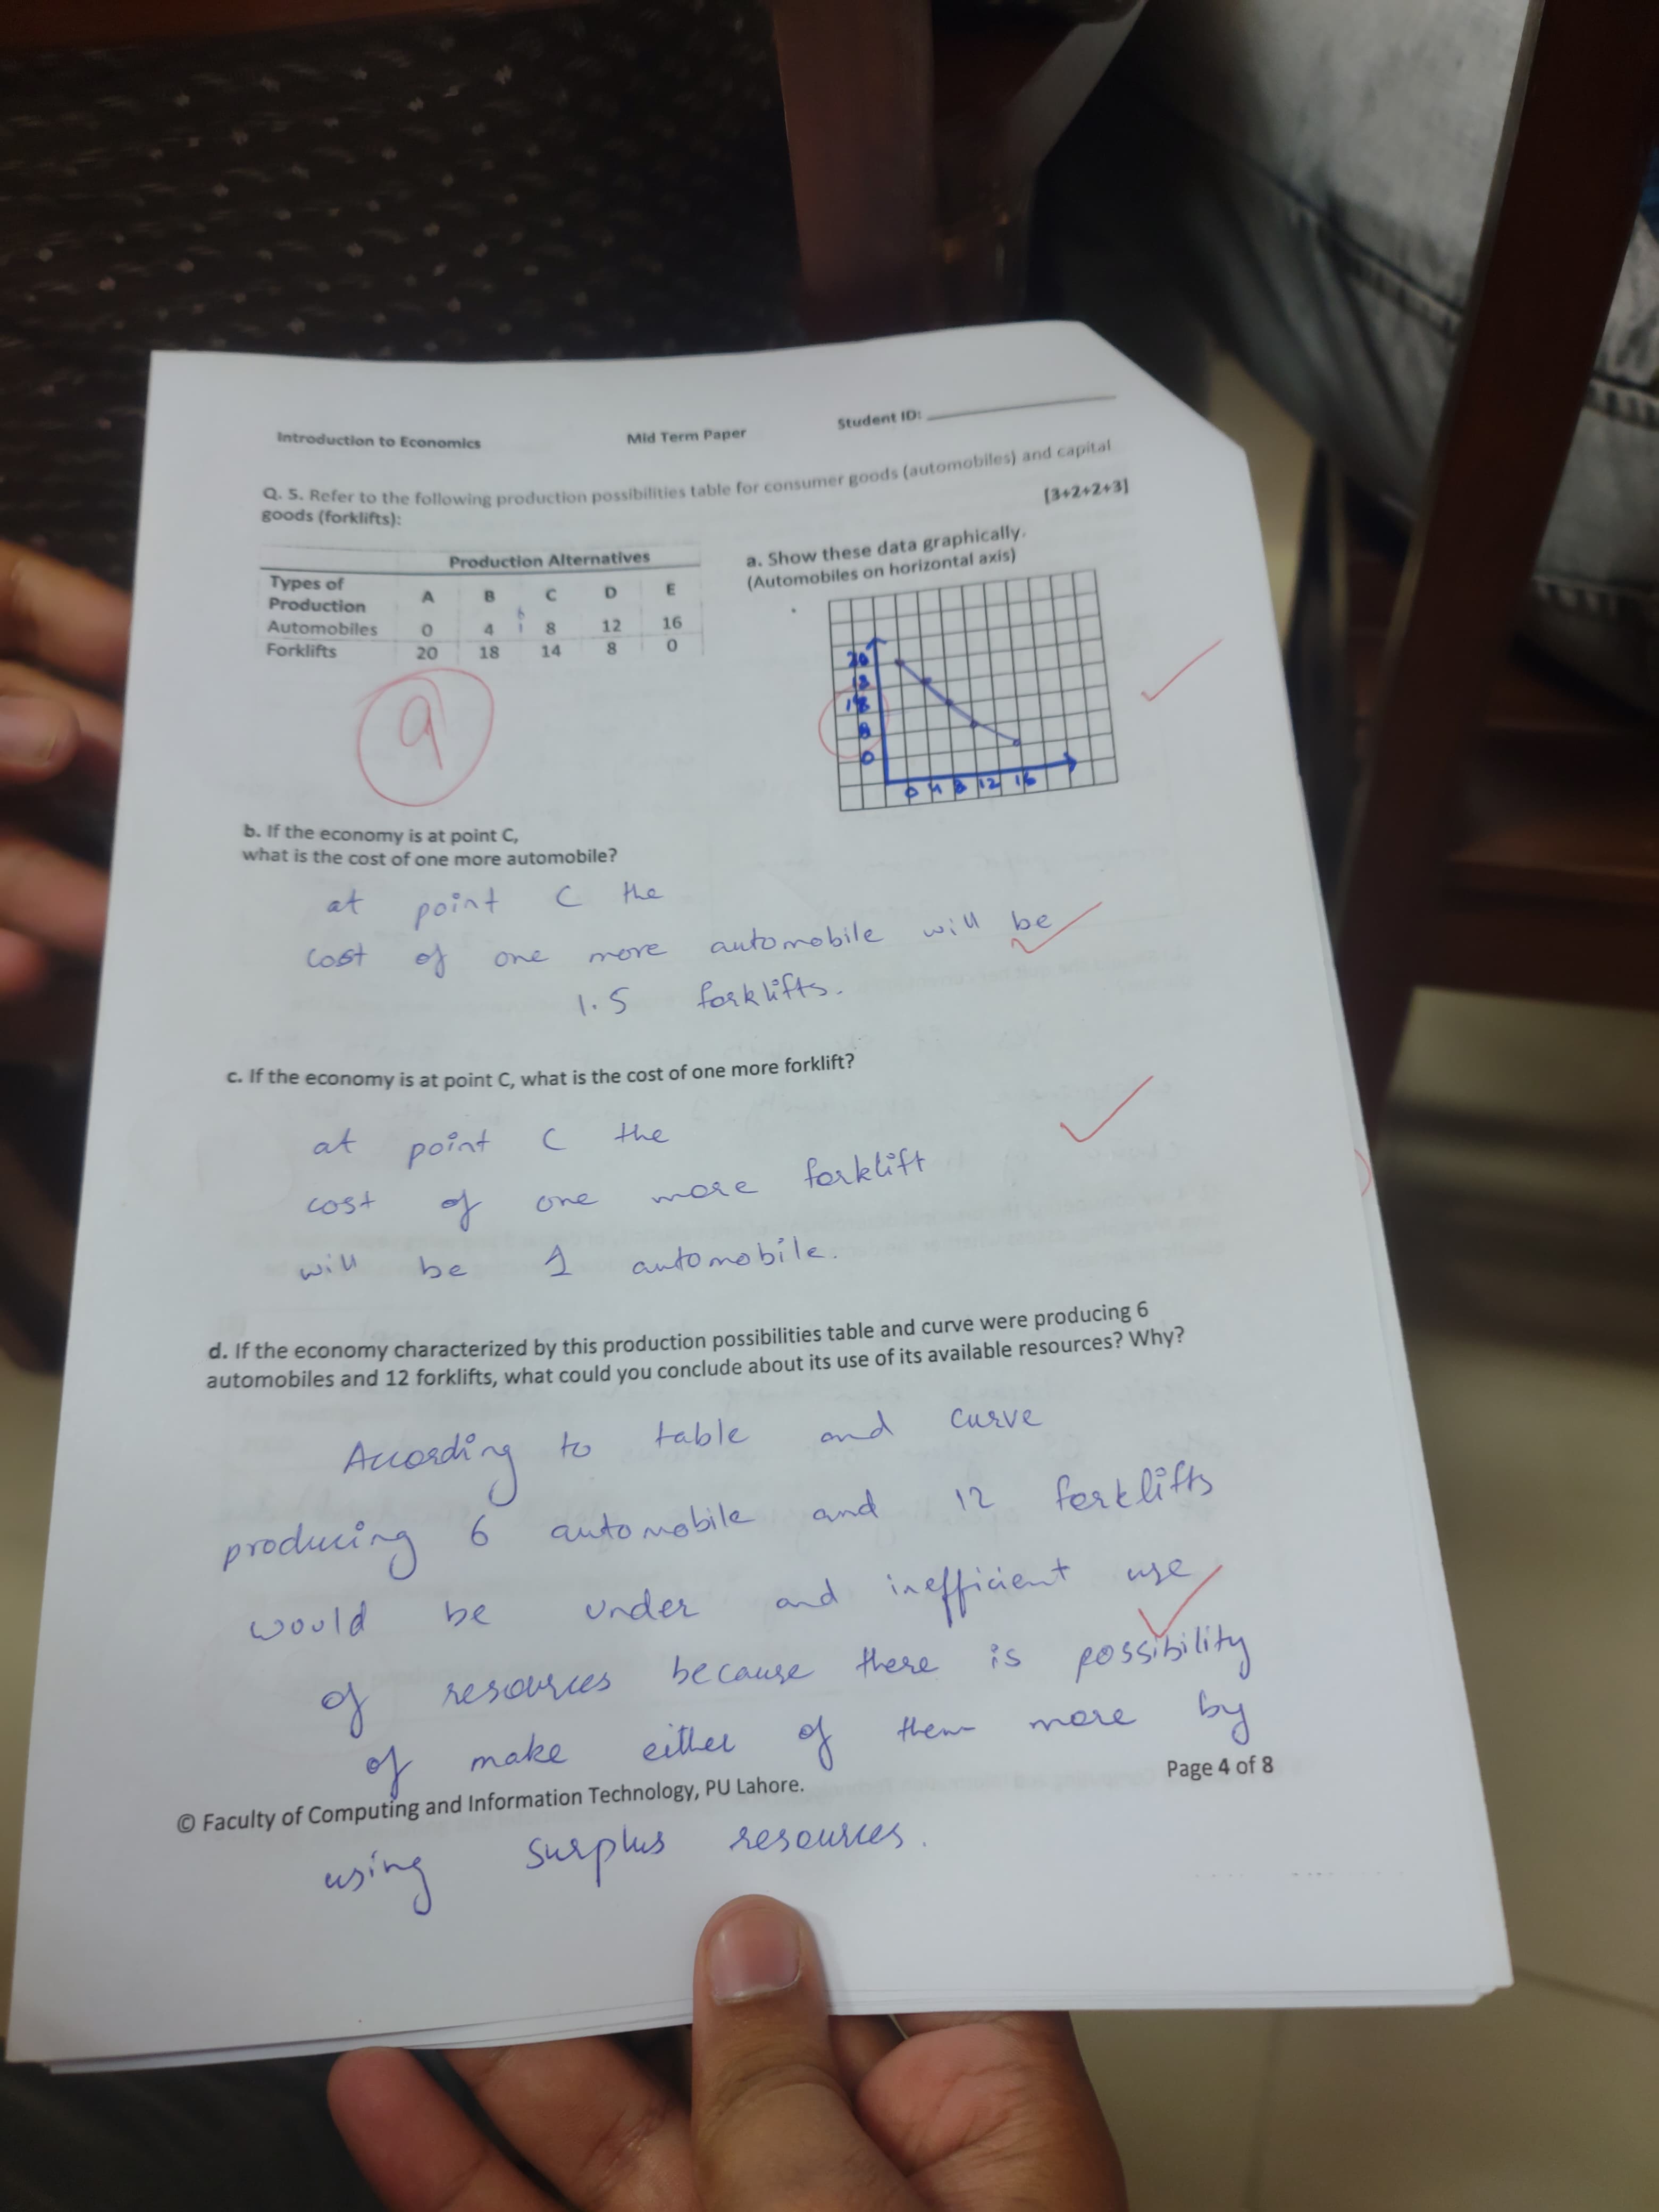 Introduction to Economics Mid Term Paper Student ID:
Q. 5. Refer to the following production possibilities table for consumer goods (automobiles) and capital
goods (forklifts):
[3+2+2+3]
Production Alternatives
Types of
Production A B C D E
Automobiles 0 4 8 12 16
Forklifts 20 18 14 8 0
9
a. Show these data graphically.
(Automobiles on horizontal axis)
20
18
8
0
0 4 8 12 16
b. If the economy is at point C,
what is the cost of one more automobile?
at point C the
cost of one more automobile will be
1.5 forklifts.
c. If the economy is at point C, what is the cost of one more forklift?
at point C the
cost of one more forklift
will be 1 automobile.
d. If the economy characterized by this production possibilities table and curve were producing 6
automobiles and 12 forklifts, what could you conclude about its use of its available resources? Why?
According to table and curve
producing 6 automobile and 12 forklifts
would be under and inefficient use
of resources because there is possibility
of make either of them more by
© Faculty of Computing and Information Technology, PU Lahore. Page 4 of 8
using surplus resources.